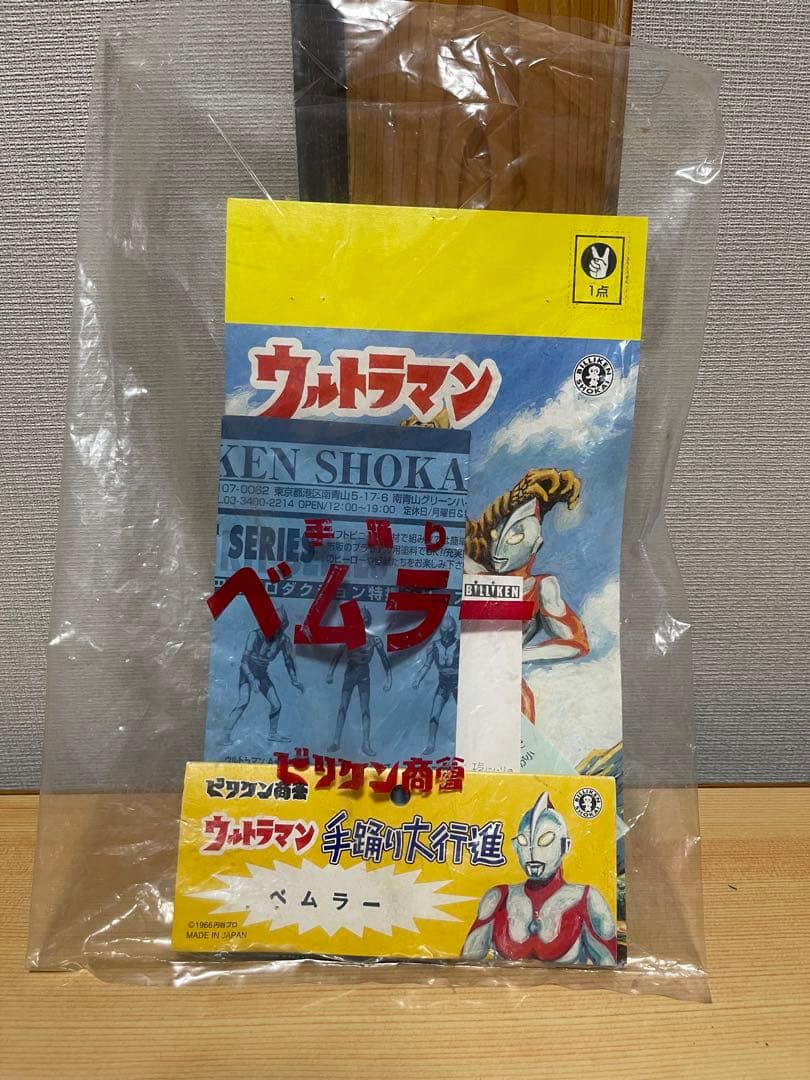 1点
ウルトラマン
BILLIKEN SHOKAI
KEN SHOKA
107-0062 東京都港区南青山5-17-6 南青山グリーンハ
03-3400-2214 OPEN/12:00~19:00 定休日/月曜日&
手踊り
SERIES
ベムラー
BILLIKEN
ビリケン商會
ビリケン商会
BILLIKEN SHOKAI
ウルトラマン 手踊り大行進
ベムラー
©1966円谷プロ
MADE IN JAPAN